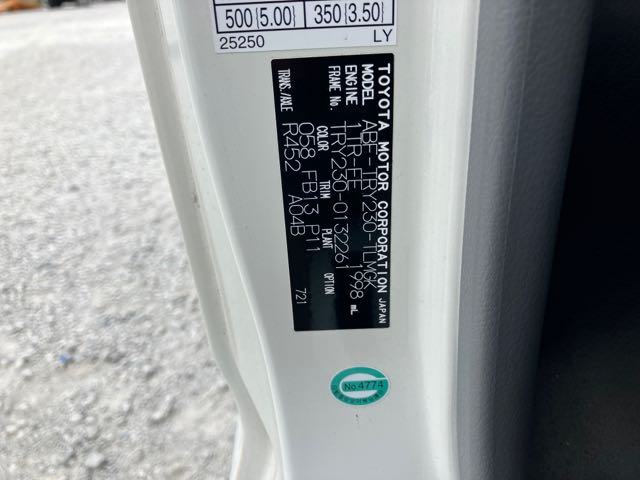 500(5.00) 350(3.50)
25250 LY
TOYOTA MOTOR CORPORATION JAPAN
MODEL ABF-TRY230-TLMGK
ENGINE 1TR-FE 1998 mL
FRAME No. TRY230-0132261
COLOR TRIM PLANT OPTION
058 FB13 P11
TRANS./AXLE R452 A04B 721
No.4774